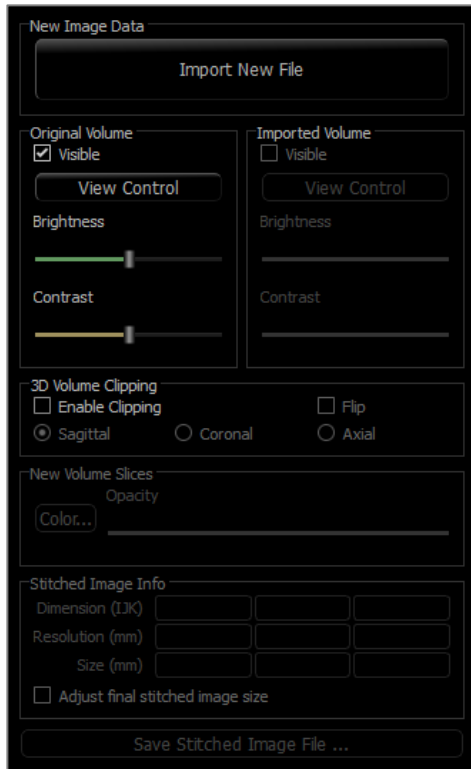 New Image Data
Import New File
Original Volume
Visible
View Control
Brightness
Contrast
Imported Volume
Visible
View Control
Brightness
Contrast
3D Volume Clipping
Enable Clipping Flip
Sagittal Coronal Axial
New Volume Slices
Opacity
Color...
Stitched Image Info
Dimension (IJK)
Resolution (mm)
Size (mm)
Adjust final stitched image size
Save Stitched Image File ...